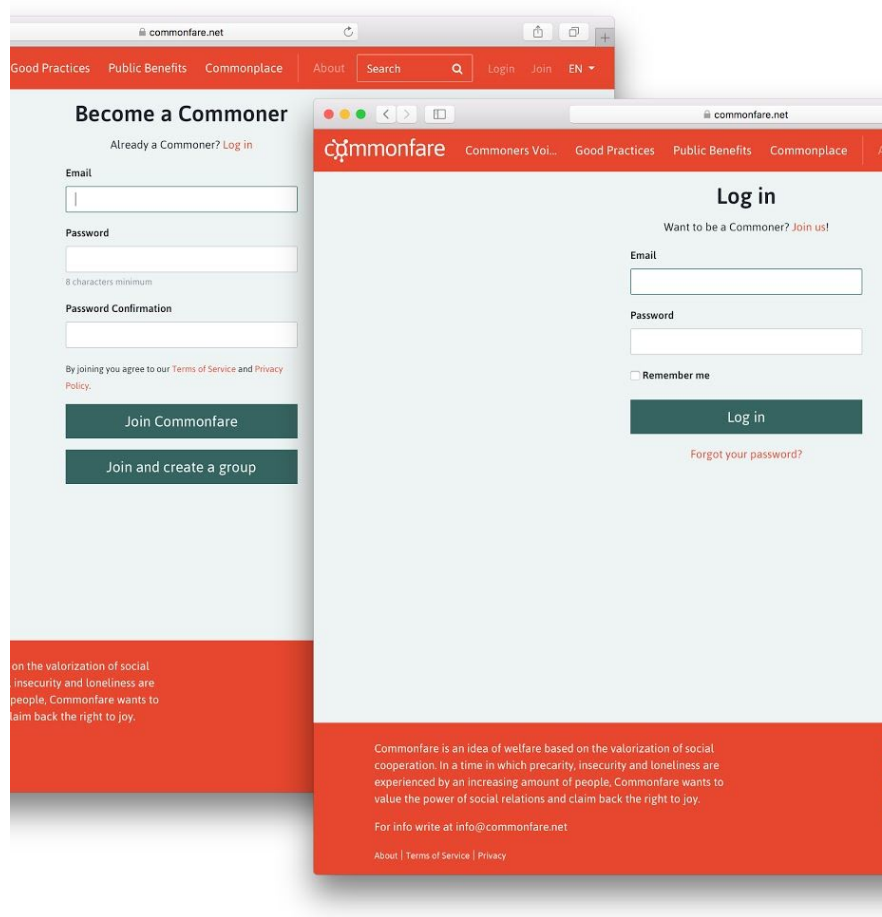 commonfare.net
Good Practices Public Benefits Commonplace About Search Login Join EN
Become a Commoner
Already a Commoner? Log in
Email
Password
8 characters minimum
Password Confirmation
By joining you agree to our Terms of Service and Privacy
Policy.
Join Commonfare
Join and create a group
on the valorization of social
insecurity and loneliness are
people, Commonfare wants to
laim back the right to joy.
commonfare.net
commonfare Commoners Voi... Good Practices Public Benefits Commonplace A
Log in
Want to be a Commoner? Join us!
Email
Password
Remember me
Log in
Forgot your password?
Commonfare is an idea of welfare based on the valorization of social
cooperation. In a time in which precarity, insecurity and loneliness are
experienced by an increasing amount of people, Commonfare wants to
value the power of social relations and claim back the right to joy.
For info write at info@commonfare.net
About | Terms of Service | Privacy